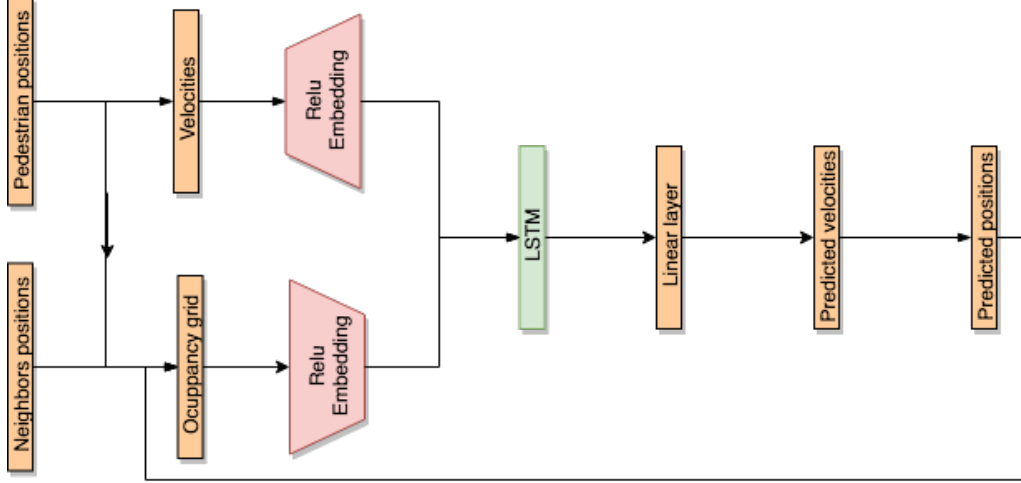 Neighbors positions
Pedestrian positions
Ocuppancy grid
Velocities
Relu
Embedding
Relu
Embedding
LSTM
Linear layer
Predicted velocities
Predicted positions